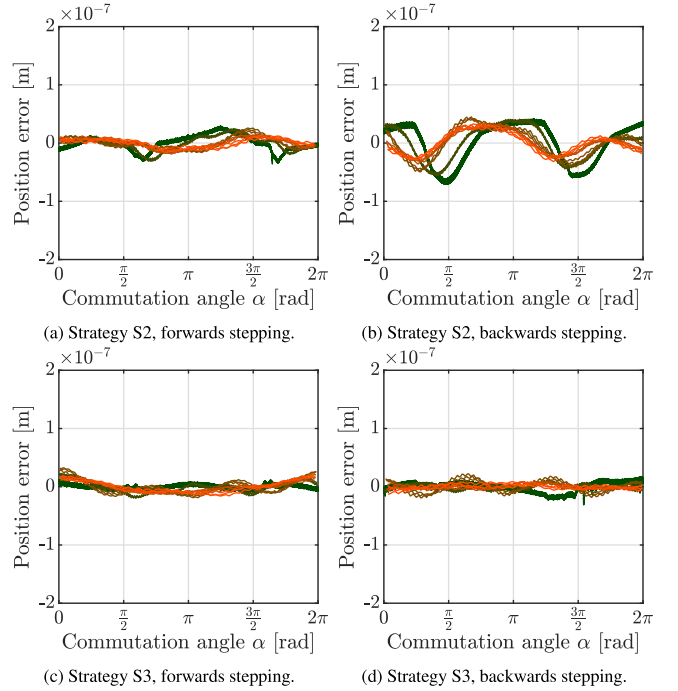 ×10⁻⁷ ×10⁻⁷
Position error [m]
2
1
0
-1
-2
0 π/2 π 3π/2 2π
Commutation angle α [rad]
Position error [m]
2
1
0
-1
-2
0 π/2 π 3π/2 2π
Commutation angle α [rad]
(a) Strategy S2, forwards stepping.
(b) Strategy S2, backwards stepping.
×10⁻⁷ ×10⁻⁷
Position error [m]
2
1
0
-1
-2
0 π/2 π 3π/2 2π
Commutation angle α [rad]
Position error [m]
2
1
0
-1
-2
0 π/2 π 3π/2 2π
Commutation angle α [rad]
(c) Strategy S3, forwards stepping.
(d) Strategy S3, backwards stepping.